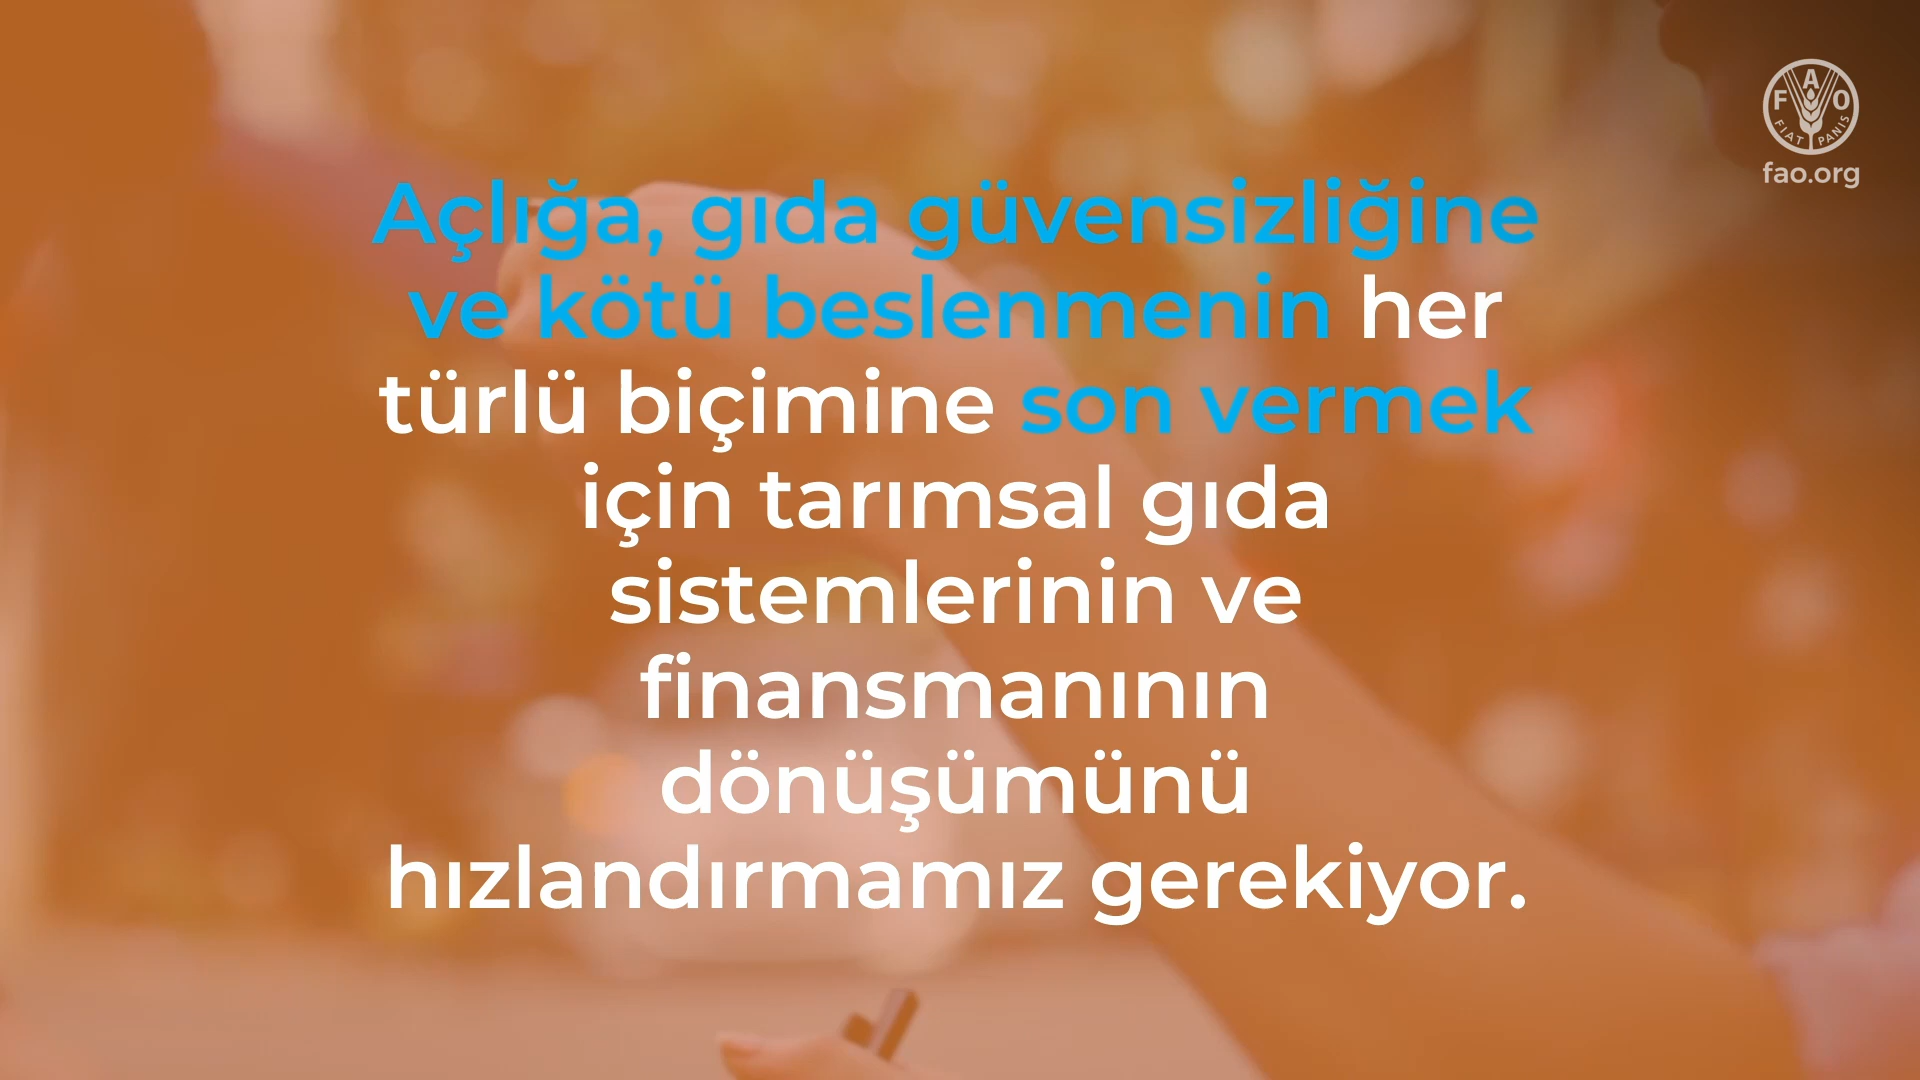 F A O
FIAT PANIS
fao.org
Açlığa, gıda güvensizliğine
ve kötü beslenmenin her
türlü biçimine son vermek
için tarımsal gıda
sistemlerinin ve
finansmanının
dönüşümünü
hızlandırmamız gerekiyor.